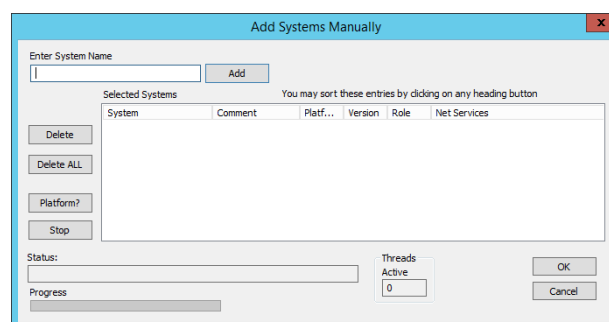 Add Systems Manually
x
Enter System Name
Add
Selected Systems You may sort these entries by clicking on any heading button
System Comment Platf... Version Role Net Services
Delete
Delete ALL
Platform?
Stop
Status: Threads
Active
0
OK
Progress
Cancel